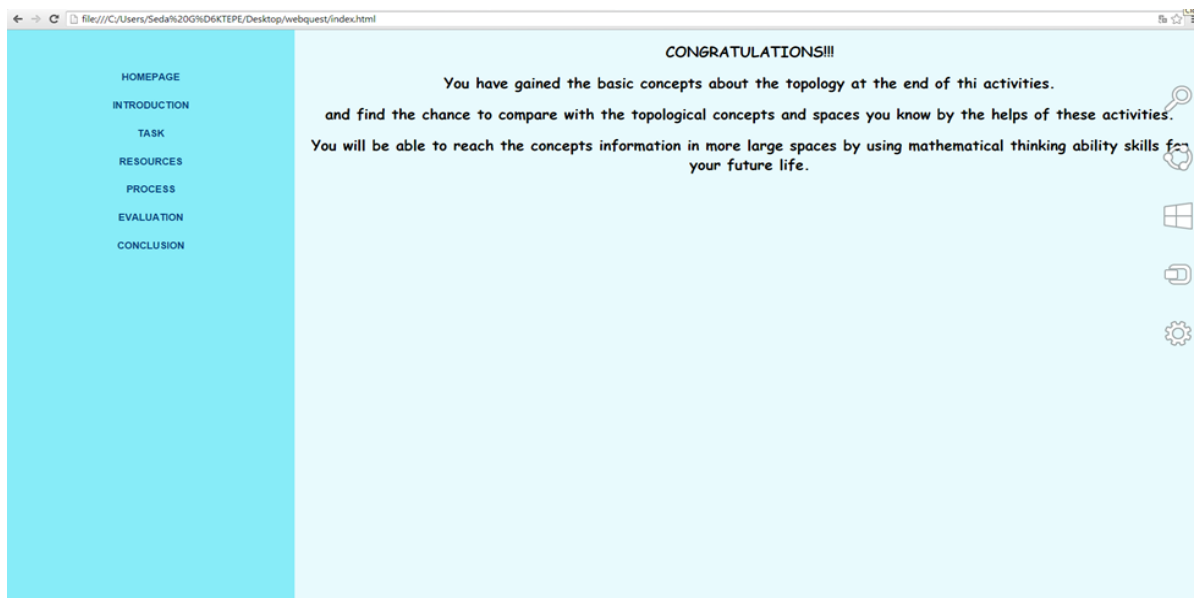 file:///C:/Users/Seda%20G%D6KTEPE/Desktop/webquest/index.html
HOMEPAGE
INTRODUCTION
TASK
RESOURCES
PROCESS
EVALUATION
CONCLUSION
CONGRATULATIONS!!!
You have gained the basic concepts about the topology at the end of thi activities.
and find the chance to compare with the topological concepts and spaces you know by the helps of these activities.
You will be able to reach the concepts information in more large spaces by using mathematical thinking ability skills for
your future life.